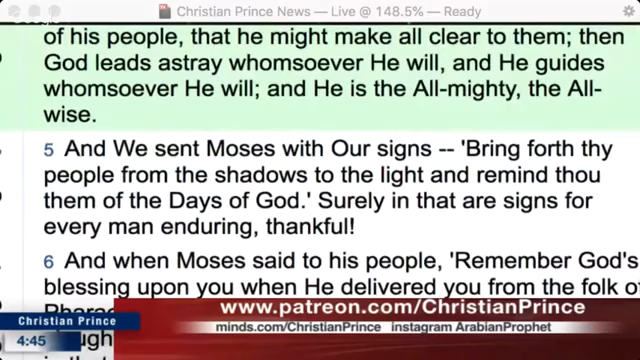 Christian Prince News — Live @ 148.5% — Ready
of his people, that he might make all clear to them; then
God leads astray whomsoever He will, and He guides
whomsoever He will; and He is the All-mighty, the All-
wise.
5 And We sent Moses with Our signs -- 'Bring forth thy
people from the shadows to the light and remind thou
them of the Days of God.' Surely in that are signs for
every man enduring, thankful!
6 And when Moses said to his people, 'Remember God's
blessing upon you when He delivered you from the folk of
www.patreon.com/ChristianPrince
Christian Prince
minds.com/ChristianPrince instagram ArabianProphet
4:45